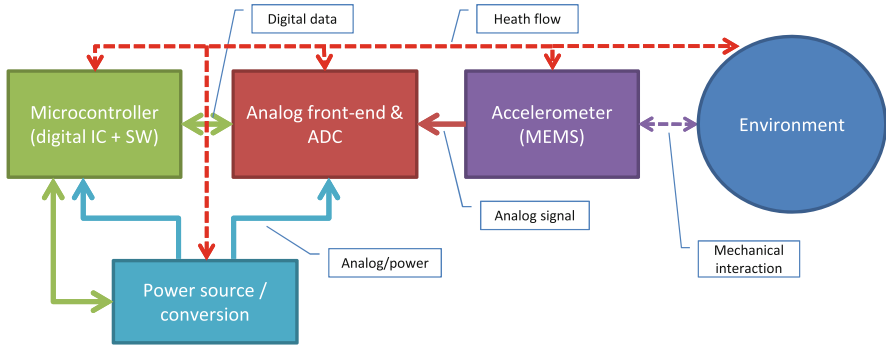 Digital data
Heath flow
Microcontroller
(digital IC + SW)
Analog front-end &
ADC
Accelerometer
(MEMS)
Environment
Analog signal
Analog/power
Mechanical
interaction
Power source /
conversion